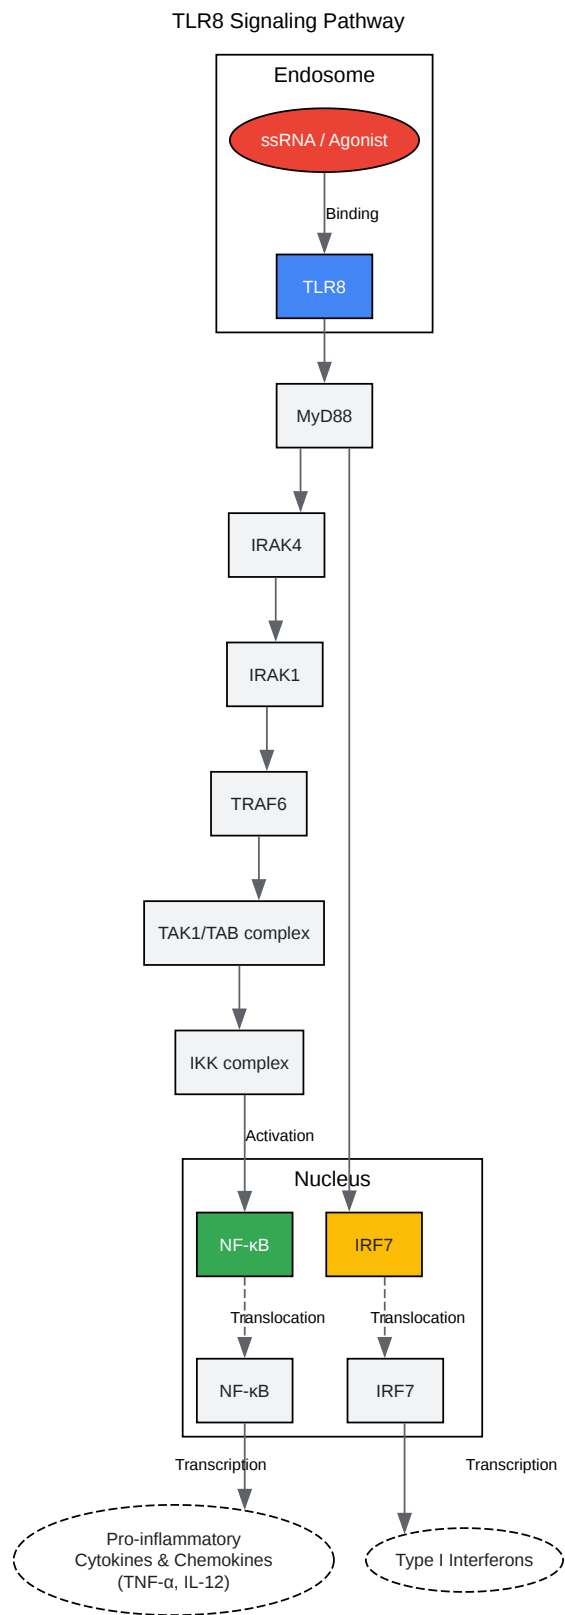 TLR8 Signaling Pathway
Endosome
ssRNA / Agonist
Binding
TLR8
MyD88
IRAK4
IRAK1
TRAF6
TAK1/TAB complex
IKK complex
Activation
Nucleus
NF-κB
IRF7
Translocation
Translocation
NF-κB
IRF7
Transcription
Transcription
Pro-inflammatory
Cytokines & Chemokines
(TNF-α, IL-12)
Type I Interferons